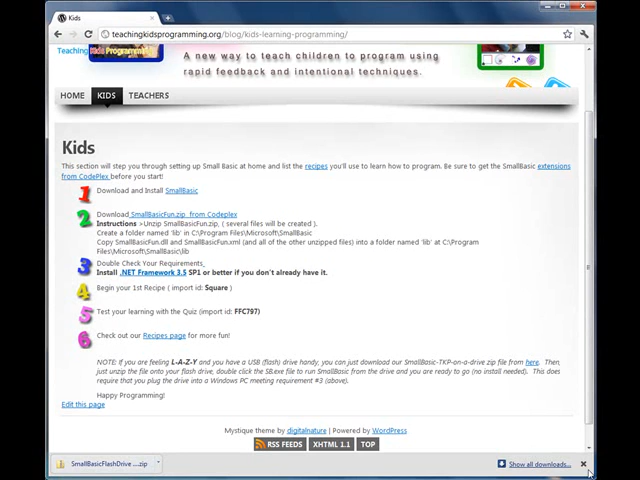 Kids
teachingkidsprogramming.org/blog/kids-learning-programming/
Teaching Kids Programming
A new way to teach children to program using
rapid feedback and intentional techniques.
HOME KIDS TEACHERS
Kids
This section will step you through setting up Small Basic at home and list the recipes you'll use to learn how to program. Be sure to get the SmallBasic extensions
from CodePlex before you start!
1 Download and Install SmallBasic
2 Download SmallBasicFun.zip from Codeplex
Instructions >Unzip SmallBasicFun.zip, ( several files will be created ).
Create a folder named 'lib' in C:\Program Files\Microsoft\SmallBasic
Copy SmallBasicFun.dll and SmallBasicFun.xml (and all of the other unzipped files) into a folder named 'lib' at C:\Program
Files\Microsoft\SmallBasic\lib
3 Double Check Your Requirements
Install .NET Framework 3.5 SP1 or better if you don't already have it.
4 Begin your 1st Recipe ( import id: Square )
5 Test your learning with the Quiz (import id: FFC797)
6 Check out our Recipes page for more fun!
NOTE: If you are feeling L-A-Z-Y and you have a USB (flash) drive handy, you can just download our SmallBasic-TKP-on-a-drive zip file from here. Then,
just unzip the file onto your flash drive, double click the SB.exe file to run SmallBasic from the drive and you are ready to go (no install needed). This does
require that you plug the drive into a Windows PC meeting requirement #3 (above).
Happy Programming!
Edit this page
Mystique theme by digitalnature | Powered by WordPress
RSS FEEDS XHTML 1.1 TOP
SmallBasicFlashDrive ....zip
Show all downloads...